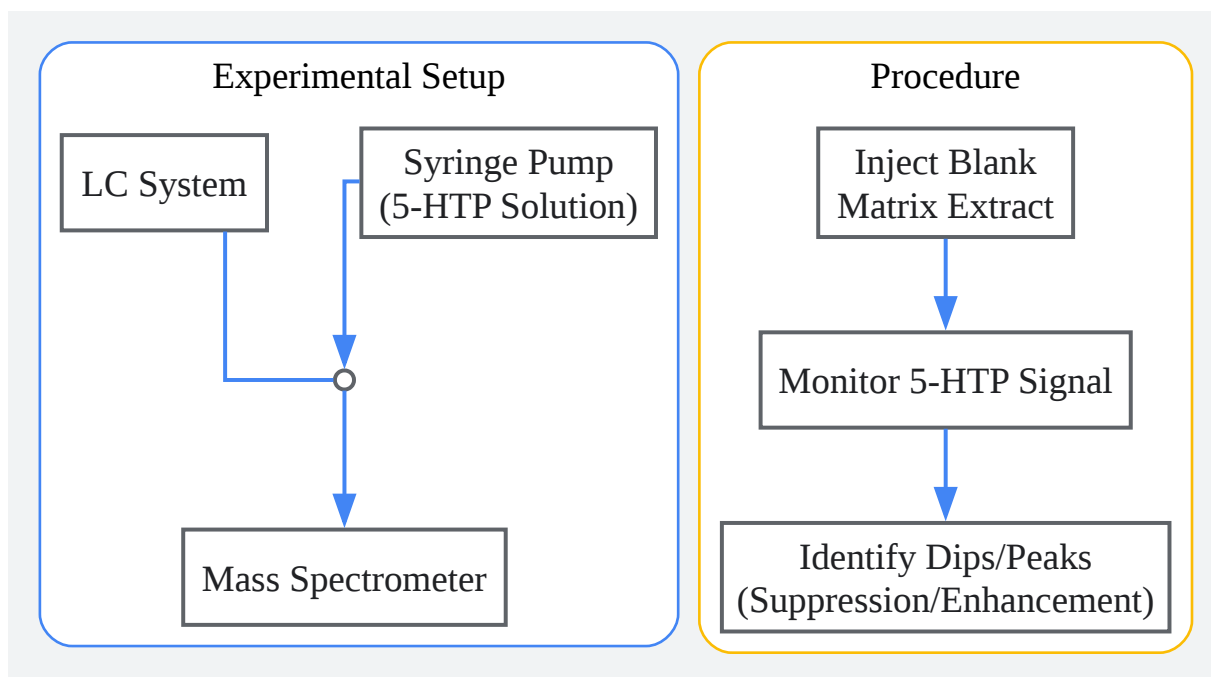 Experimental Setup
LC System
Syringe Pump
(5-HTP Solution)
Mass Spectrometer
Procedure
Inject Blank
Matrix Extract
Monitor 5-HTP Signal
Identify Dips/Peaks
(Suppression/Enhancement)